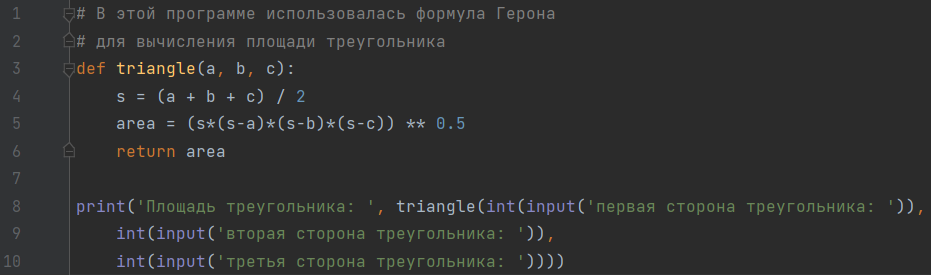 1 # В этой программе использовалась формула Герона
2 # для вычисления площади треугольника
3 def triangle(a, b, c):
4     s = (a + b + c) / 2
5     area = (s*(s-a)*(s-b)*(s-c)) ** 0.5
6     return area
7
8 print('Площадь треугольника: ', triangle(int(input('первая сторона треугольника: ')),
9     int(input('вторая сторона треугольника: ')),
10     int(input('третья сторона треугольника: '))))